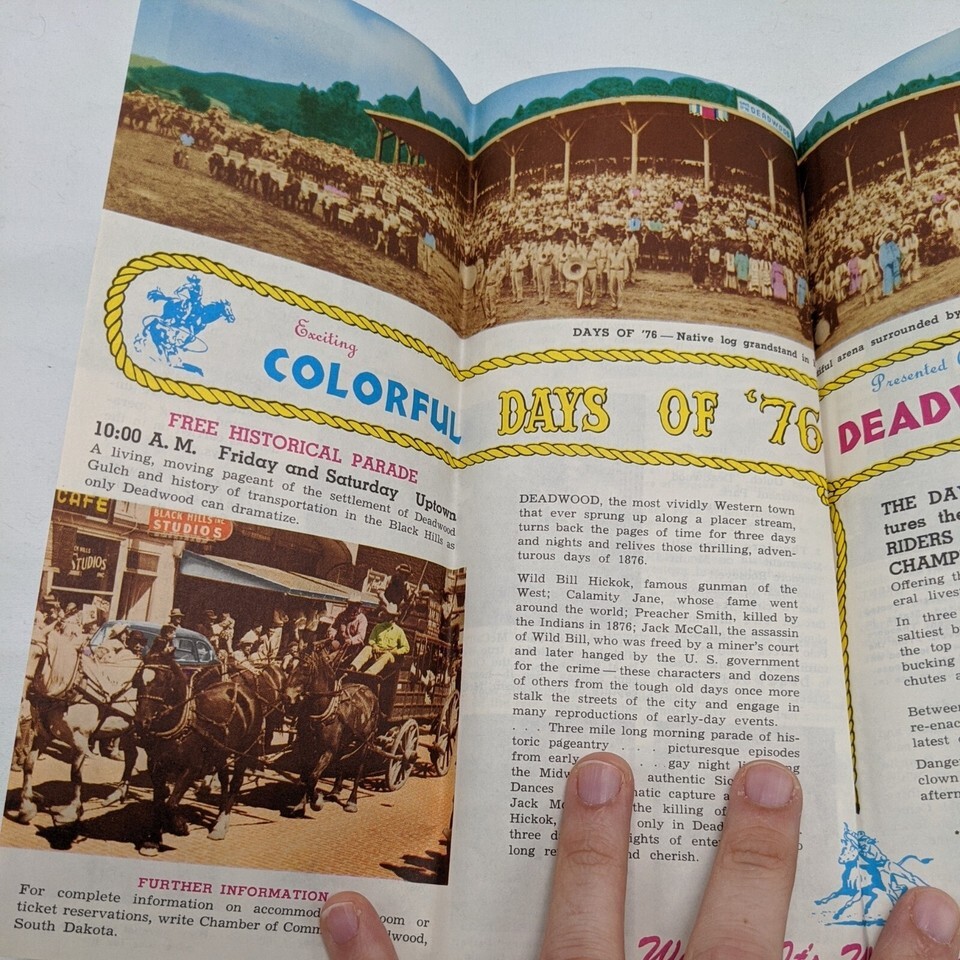 DEADWOOD
DAYS OF '76 — Native log grandstand in
tiful arena surrounded by
Exciting
COLORFUL
DAYS OF '76
Presented
FREE HISTORICAL PARADE
10:00 A. M. Friday and Saturday Uptown
A living, moving pageant of the settlement of Deadwood
Gulch and history of transportation in the Black Hills as
only Deadwood can dramatize.
CAFE
BLACK HILLS INC
STUDIOS
STUDIOS
FURTHER INFORMATION
For complete information on
ticket reservations, write Chamber of
South Dakota.
DEADWOOD, the most vividly Western town
that ever sprung up along a placer stream,
turns back the pages of time for three days
and nights and relives those thrilling, adven-
turous days of 1876.
Wild Bill Hickok, famous gunman of the
West; Calamity Jane, whose fame went
around the world; Preacher Smith, killed by
the Indians in 1876; Jack McCall, the assassin
of Wild Bill, who was freed by a miner's court
and later hanged by the U. S. government
for the crime — these characters and dozens
of others from the tough old days once more
stalk the streets of the city and engage in
many reproductions of early-day events.
. . . Three mile long morning parade of his-
toric pageantry . . . picturesque episodes
from early . . gay night
the authentic
Dances capture
Jack the killing of
Hickok, only in
three
long cherish.
THE
tures the
RIDERS
Offering
In three
saltiest
the top
bucking
chutes
Between
re-enac
latest
Danger
clown
aftern